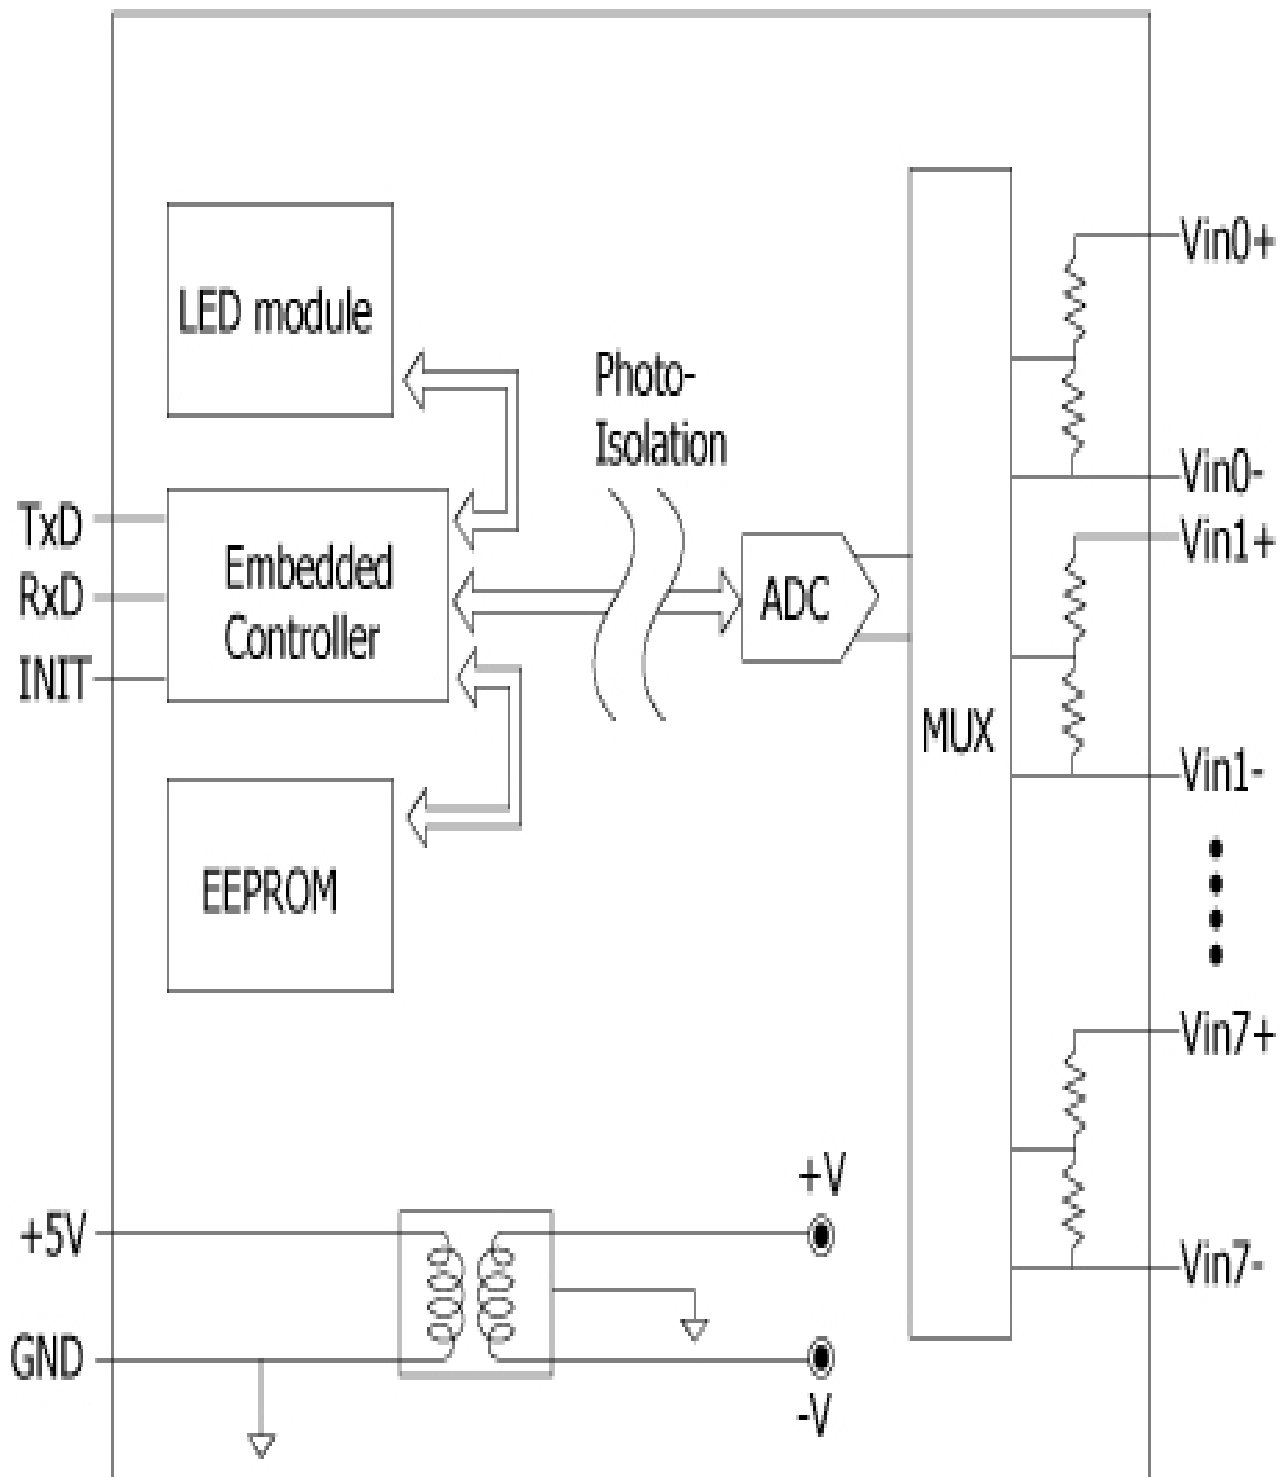 LED module
Photo-
Isolation
TxD
RxD
INIT
Embedded
Controller
ADC
MUX
EEPROM
Vin0+
Vin0-
Vin1+
Vin1-
Vin7+
Vin7-
+5V
GND
+V
-V